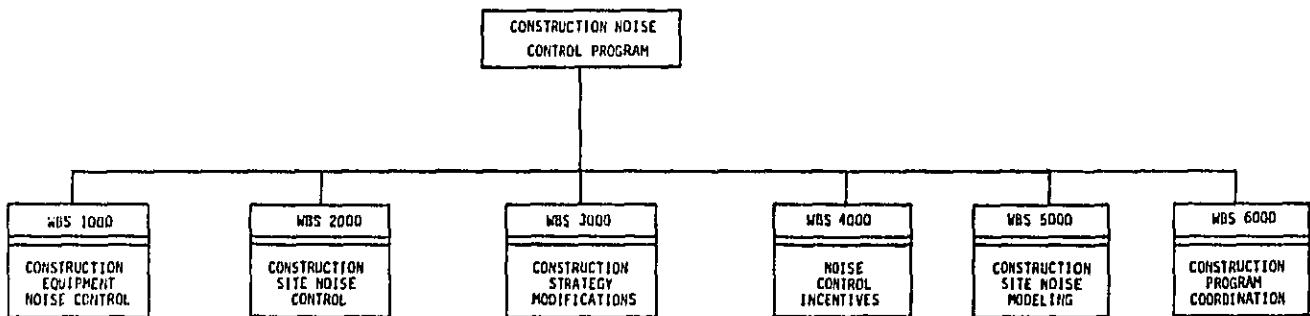 CONSTRUCTION NOISE
CONTROL PROGRAM
WBS 1000
CONSTRUCTION
EQUIPMENT
NOISE CONTROL
WBS 2000
CONSTRUCTION
SITE NOISE
CONTROL
WBS 3000
CONSTRUCTION
STRATEGY
MODIFICATIONS
WBS 4000
NOISE
CONTROL
INCENTIVES
WBS 5000
CONSTRUCTION
SITE NOISE
MODELING
WBS 6000
CONSTRUCTION
PROGRAM
COORDINATION